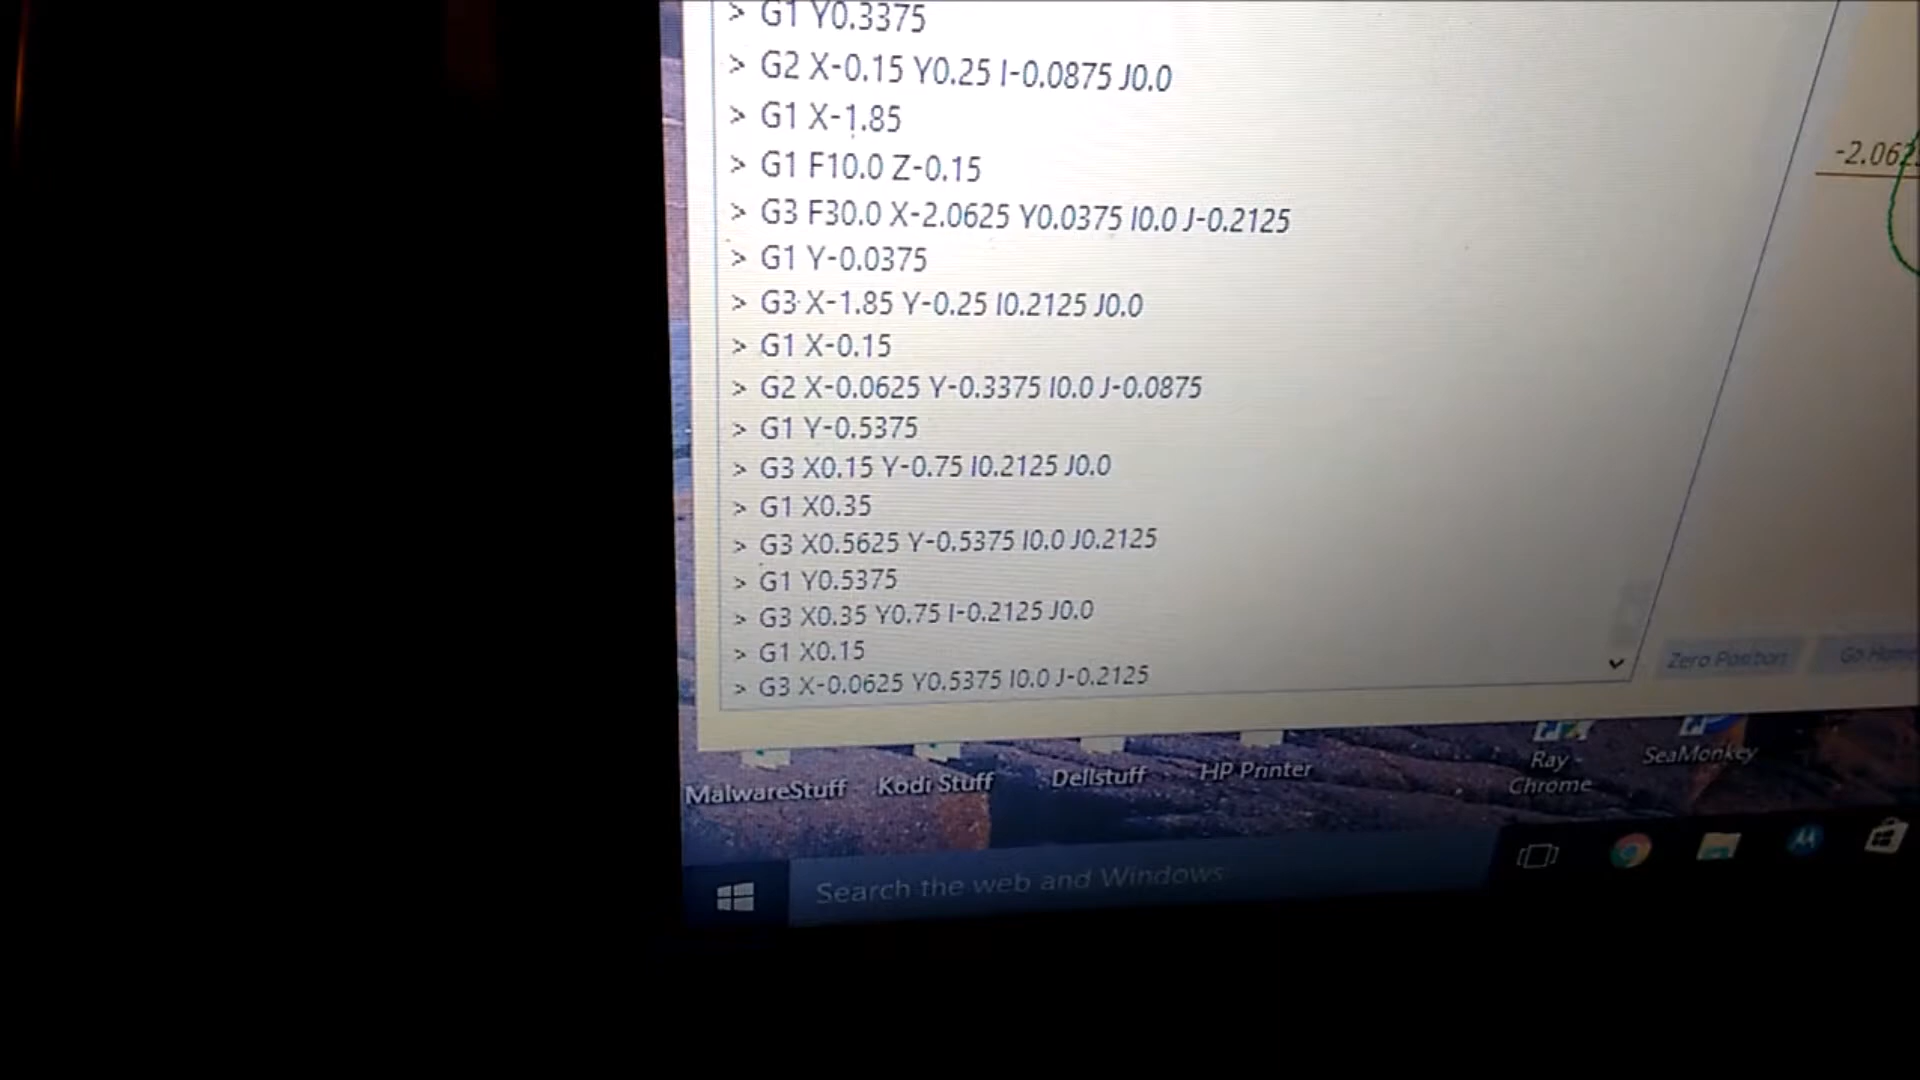 > G1 Y0.3375
> G2 X-0.15 Y0.25 I-0.0875 J0.0
> G1 X-1.85
> G1 F10.0 Z-0.15
> G3 F30.0 X-2.0625 Y0.0375 I0.0 J-0.2125
> G1 Y-0.0375
> G3 X-1.85 Y-0.25 I0.2125 J0.0
> G1 X-0.15
> G2 X-0.0625 Y-0.3375 I0.0 J-0.0875
> G1 Y-0.5375
> G3 X0.15 Y-0.75 I0.2125 J0.0
> G1 X0.35
> G3 X0.5625 Y-0.5375 I0.0 J0.2125
> G1 Y0.5375
> G3 X0.35 Y0.75 I-0.2125 J0.0
> G1 X0.15
> G3 X-0.0625 Y0.5375 I0.0 J-0.2125
-2.062
Zero Position
Go Home
MalwareStuff
Kodi Stuff
Dellstuff
HP Printer
Ray -
Chrome
SeaMonkey
Search the web and Windows